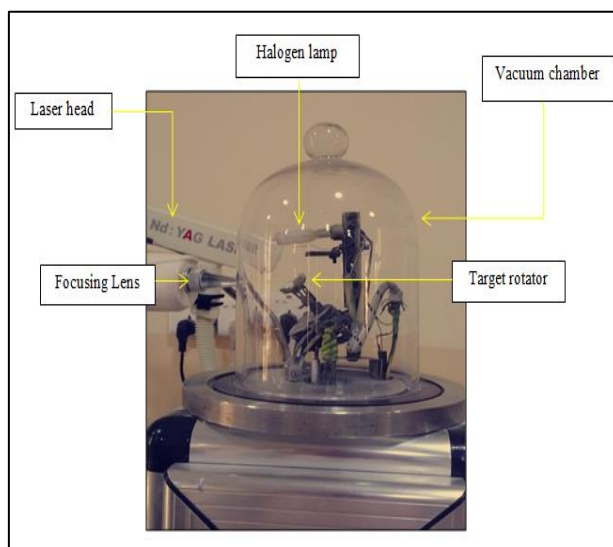 Halogen lamp
Vacuum chamber
Laser head
Nd:YAG LASER
Focusing Lens
Target rotator